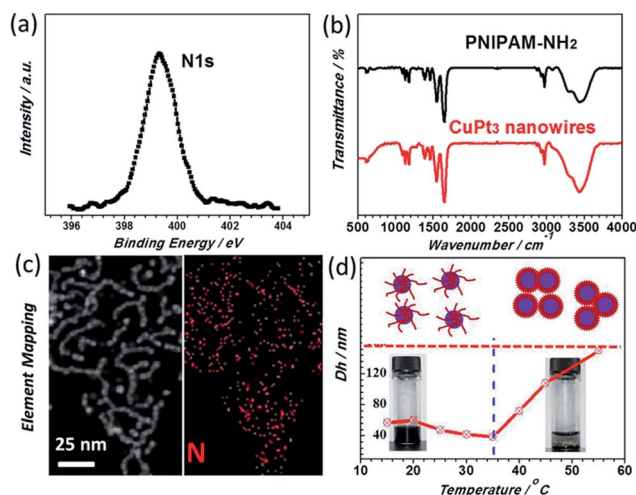 (a)
N1s
Intensity / a.u.
396 398 400 402 404
Binding Energy / eV
(b)
PNIPAM-NH2
CuPt3 nanowires
Transmittance / %
500 1000 1500 2000 2500 3000 3500 4000
Wavenumber / cm-1
(c)
Element Mapping
25 nm
N
(d)
Dh / nm
120
80
40
10 20 30 40 50 60
Temperature / °C